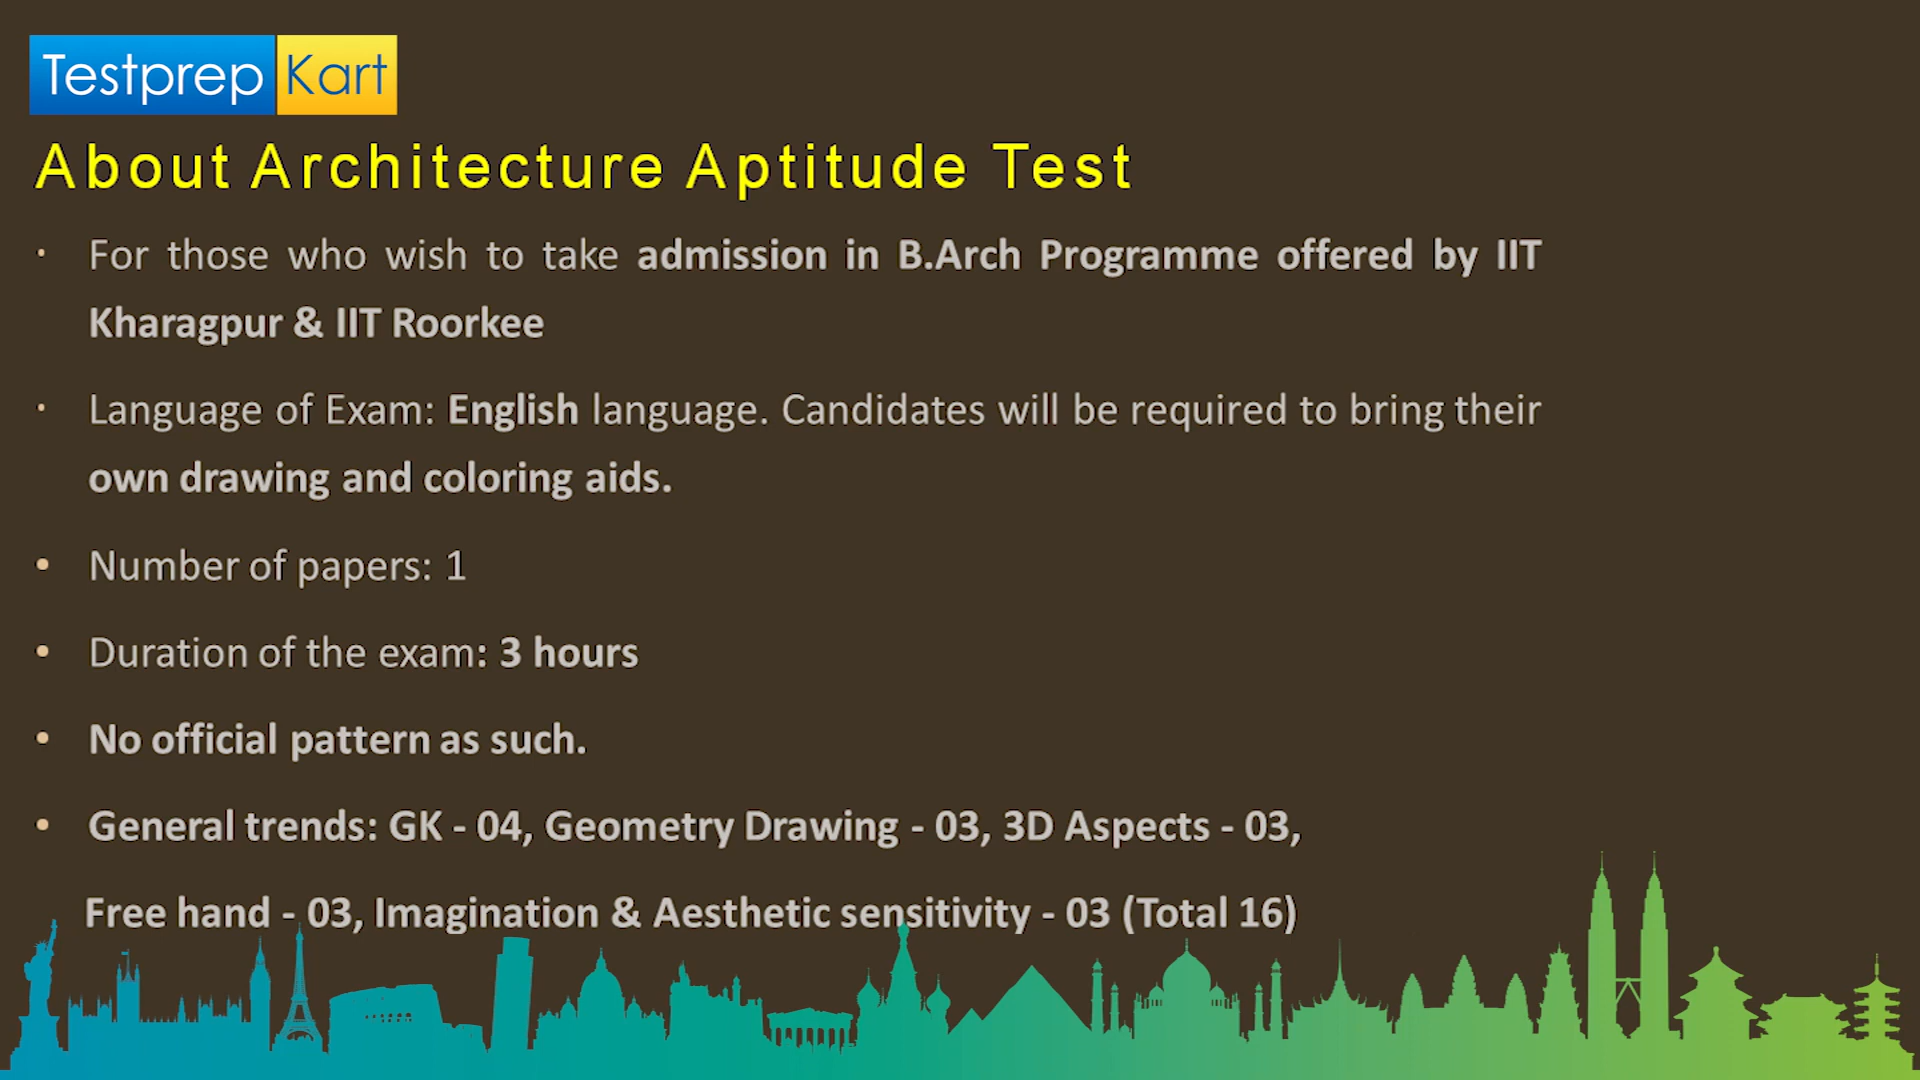 Testprep Kart
About Architecture Aptitude Test
• For those who wish to take admission in B.Arch Programme offered by IIT
Kharagpur & IIT Roorkee
• Language of Exam: English language. Candidates will be required to bring their
own drawing and coloring aids.
• Number of papers: 1
• Duration of the exam: 3 hours
• No official pattern as such.
• General trends: GK - 04, Geometry Drawing - 03, 3D Aspects - 03,
Free hand - 03, Imagination & Aesthetic sensitivity - 03 (Total 16)